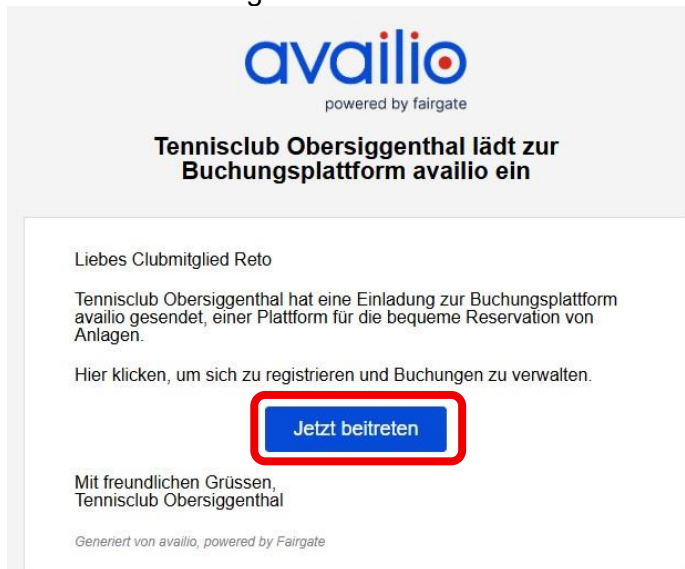 availio
powered by fairgate
Tennisclub Obersiggenthal lädt zur
Buchungsplattform availio ein
Liebes Clubmitglied Reto
Tennisclub Obersiggenthal hat eine Einladung zur Buchungsplattform
availio gesendet, einer Plattform für die bequeme Reservation von
Anlagen.
Hier klicken, um sich zu registrieren und Buchungen zu verwalten.
Jetzt beitreten
Mit freundlichen Grüssen,
Tennisclub Obersiggenthal
Generiert von availio, powered by Fairgate